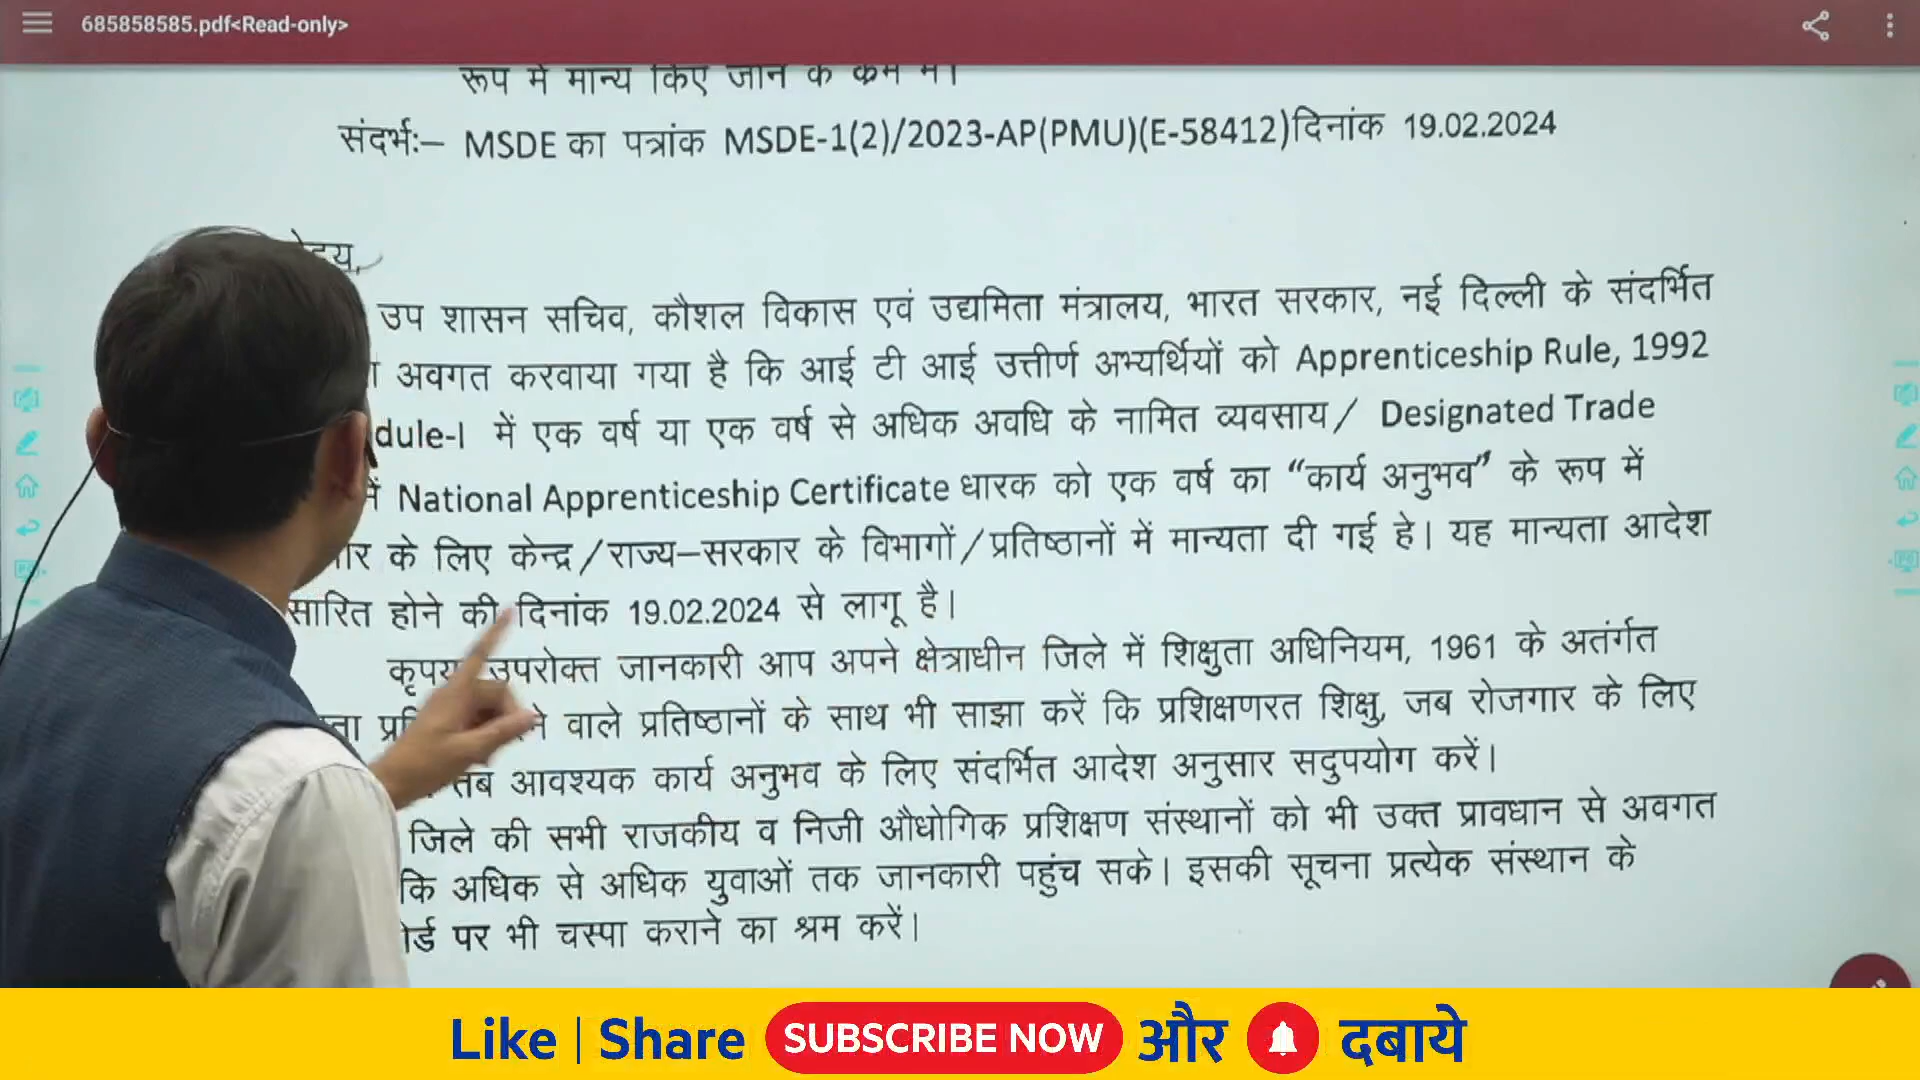 685858585.pdf<Read-only>
रूप में मान्य किए जाने के क्रम में।
संदर्भः– MSDE का पत्रांक MSDE-1(2)/2023-AP(PMU)(E-58412)दिनांक 19.02.2024
उप शासन सचिव, कौशल विकास एवं उद्यमिता मंत्रालय, भारत सरकार, नई दिल्ली के संदर्भित
अवगत करवाया गया है कि आई टी आई उत्तीर्ण अभ्यर्थियों को Apprenticeship Rule, 1992
dule-I में एक वर्ष या एक वर्ष से अधिक अवधि के नामित व्यवसाय/ Designated Trade
में National Apprenticeship Certificate धारक को एक वर्ष का “कार्य अनुभव” के रूप में
के लिए केन्द्र/राज्य–सरकार के विभागों/प्रतिष्ठानों में मान्यता दी गई हे। यह मान्यता आदेश
सारित होने की दिनांक 19.02.2024 से लागू है।
उपरोक्त जानकारी आप अपने क्षेत्राधीन जिले में शिक्षुता अधिनियम, 1961 के अतंर्गत
वाले प्रतिष्ठानों के साथ भी साझा करें कि प्रशिक्षणरत शिक्षु, जब रोजगार के लिए
तब आवश्यक कार्य अनुभव के लिए संदर्भित आदेश अनुसार सदुपयोग करें।
जिले की सभी राजकीय व निजी औधोगिक प्रशिक्षण संस्थानों को भी उक्त प्रावधान से अवगत
कि अधिक से अधिक युवाओं तक जानकारी पहुंच सके। इसकी सूचना प्रत्येक संस्थान के
र्ड पर भी चस्पा कराने का श्रम करें।
Like | Share SUBSCRIBE NOW और दबाये